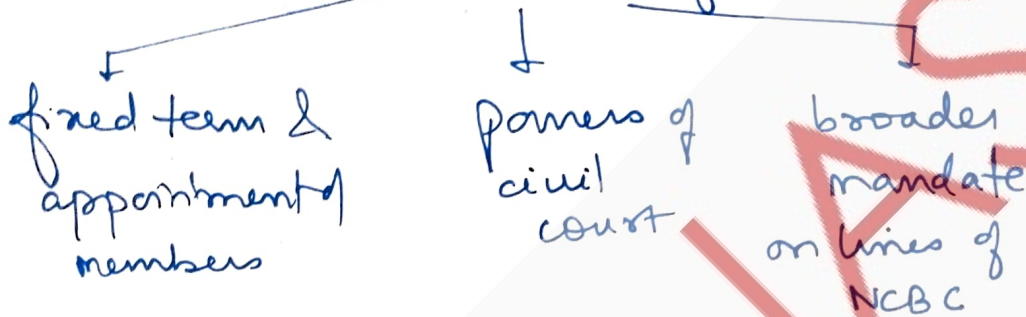 fixed term &
appointment of
members
powers of
civil
court
broader
mandate
on lines of
NCBC